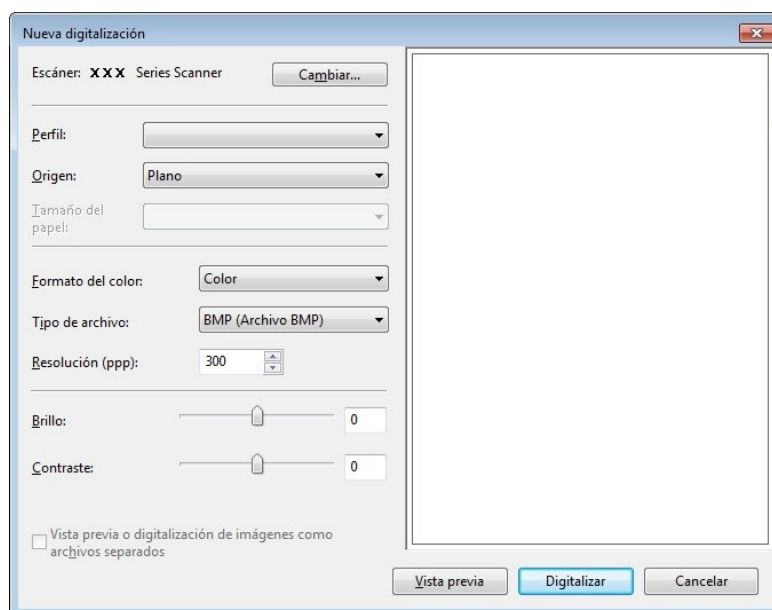 Nueva digitalización
Escáner: XXX Series Scanner
Cambiar...
Perfil:
Origen:
Plano
Tamaño del
papel:
Formato del color:
Color
Tipo de archivo:
BMP (Archivo BMP)
Resolución (ppp):
300
Brillo:
0
Contraste:
0
Vista previa o digitalización de imágenes como
archivos separados
Vista previa
Digitalizar
Cancelar